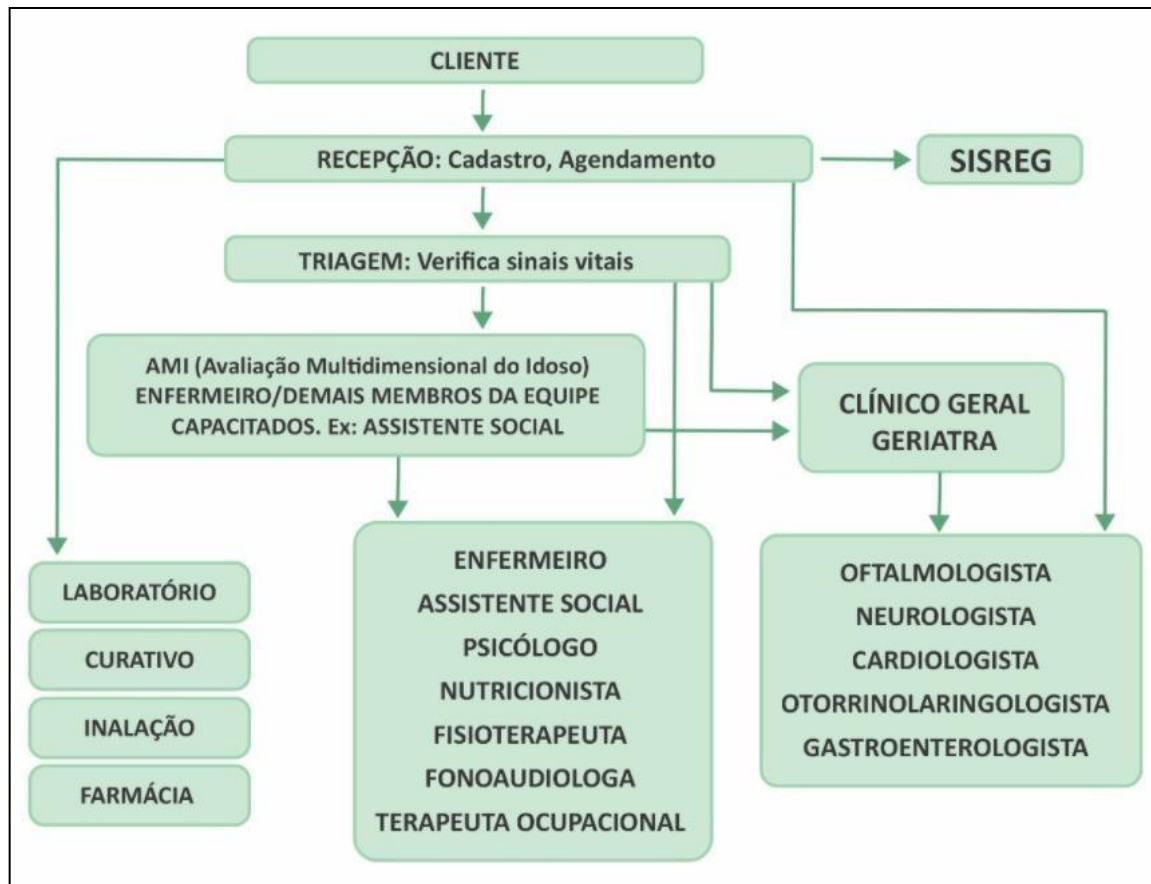 CLIENTE
RECEPÇÃO: Cadastro, Agendamento
SISREG
TRIAGEM: Verifica sinais vitais
AMI (Avaliação Multidimensional do Idoso)
ENFERMEIRO/DEMAIS MEMBROS DA EQUIPE
CAPACITADOS. Ex: ASSISTENTE SOCIAL
CLÍNICO GERAL
GERIATRA
LABORATÓRIO
CURATIVO
INALAÇÃO
FARMÁCIA
ENFERMEIRO
ASSISTENTE SOCIAL
PSICÓLOGO
NUTRICIONISTA
FISIOTERAPEUTA
FONOAUDIOLOGA
TERAPEUTA OCUPACIONAL
OFTALMOLOGISTA
NEUROLOGISTA
CARDIOLOGISTA
OTORRINOLARINGOLOGISTA
GASTROENTEROLOGISTA